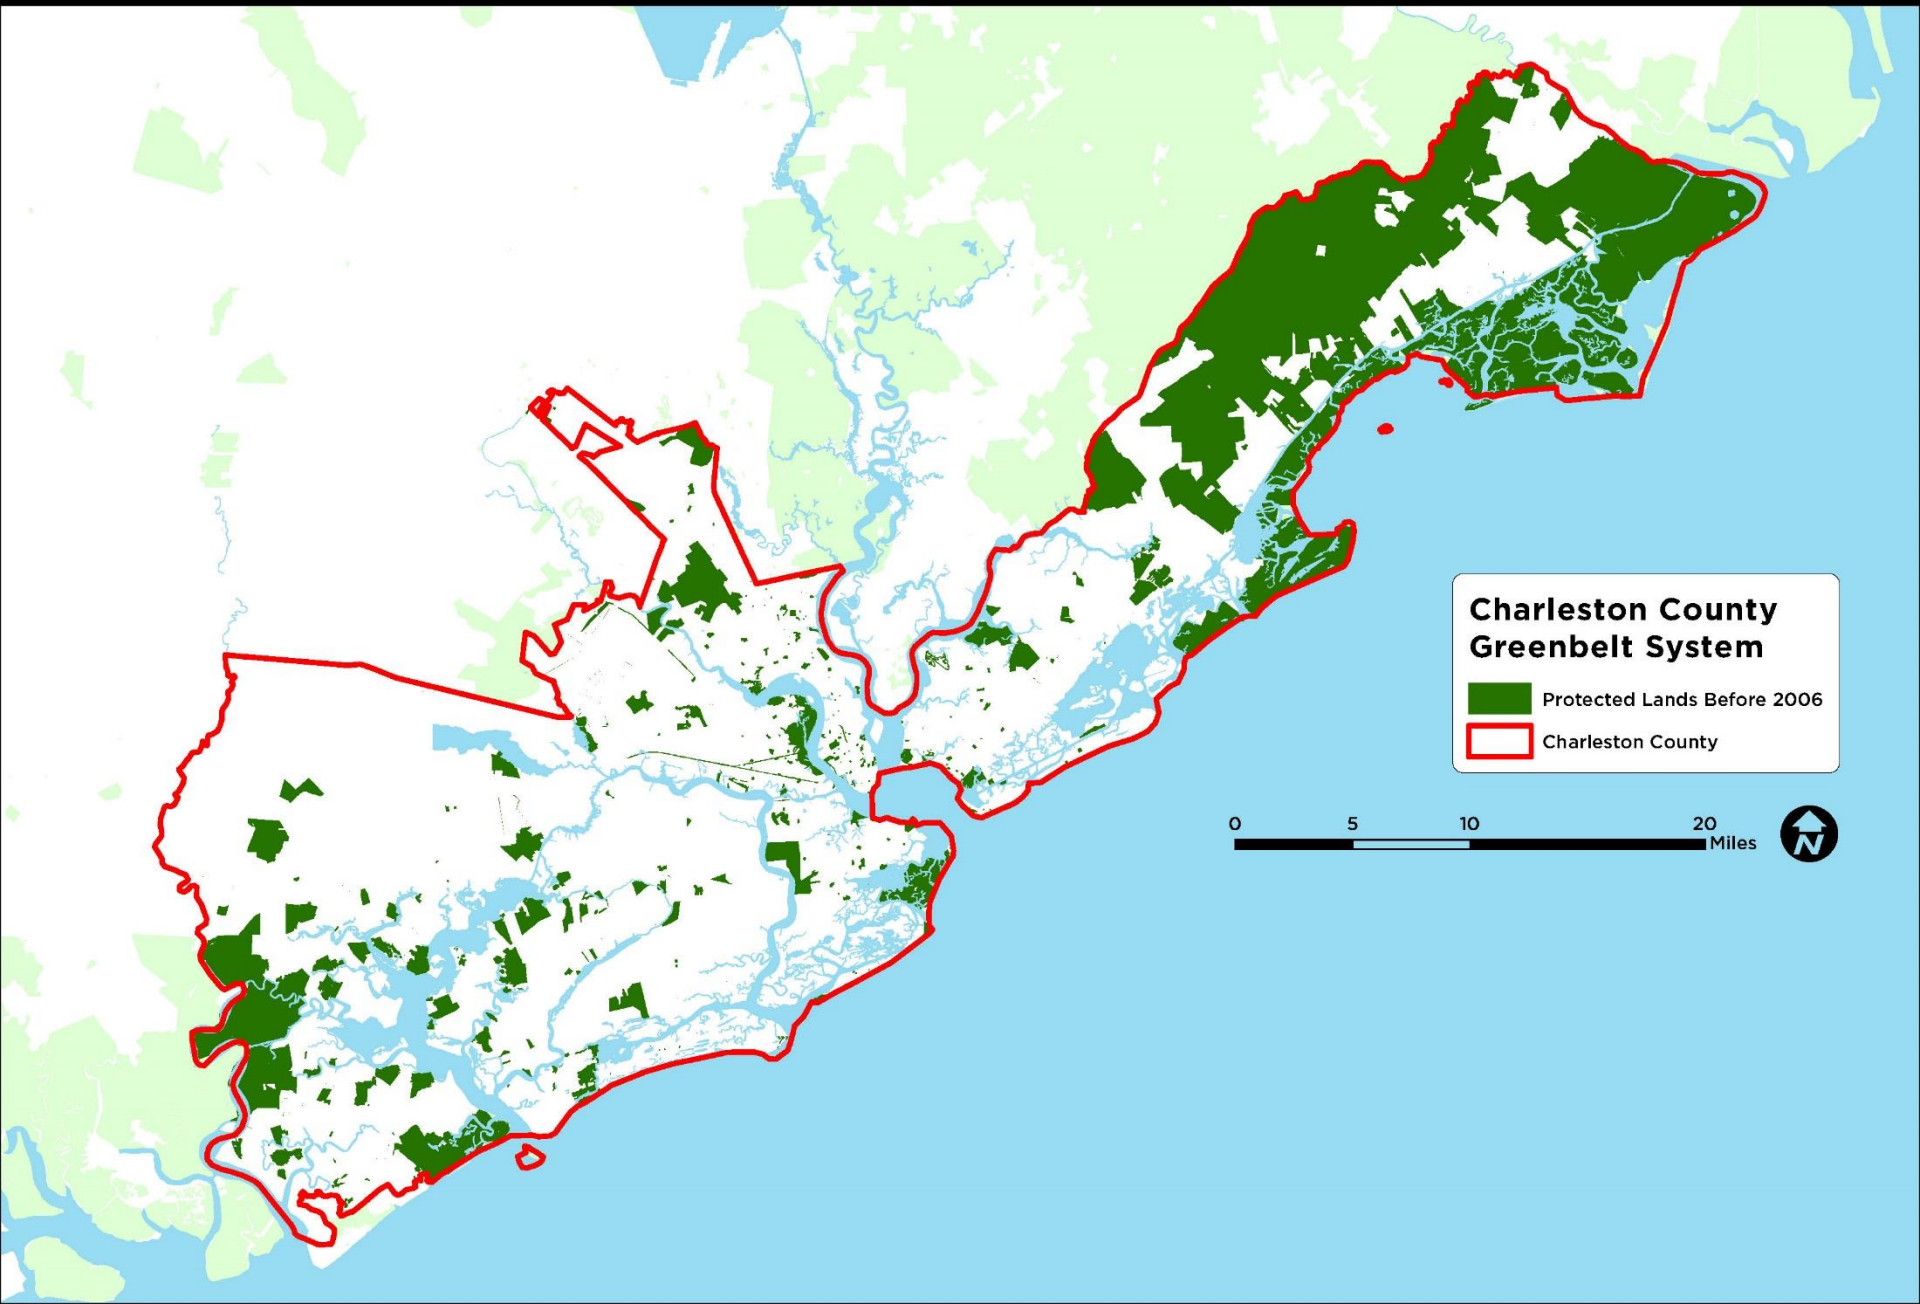 Charleston County
Greenbelt System
Protected Lands Before 2006
Charleston County
0 5 10 20
Miles
N